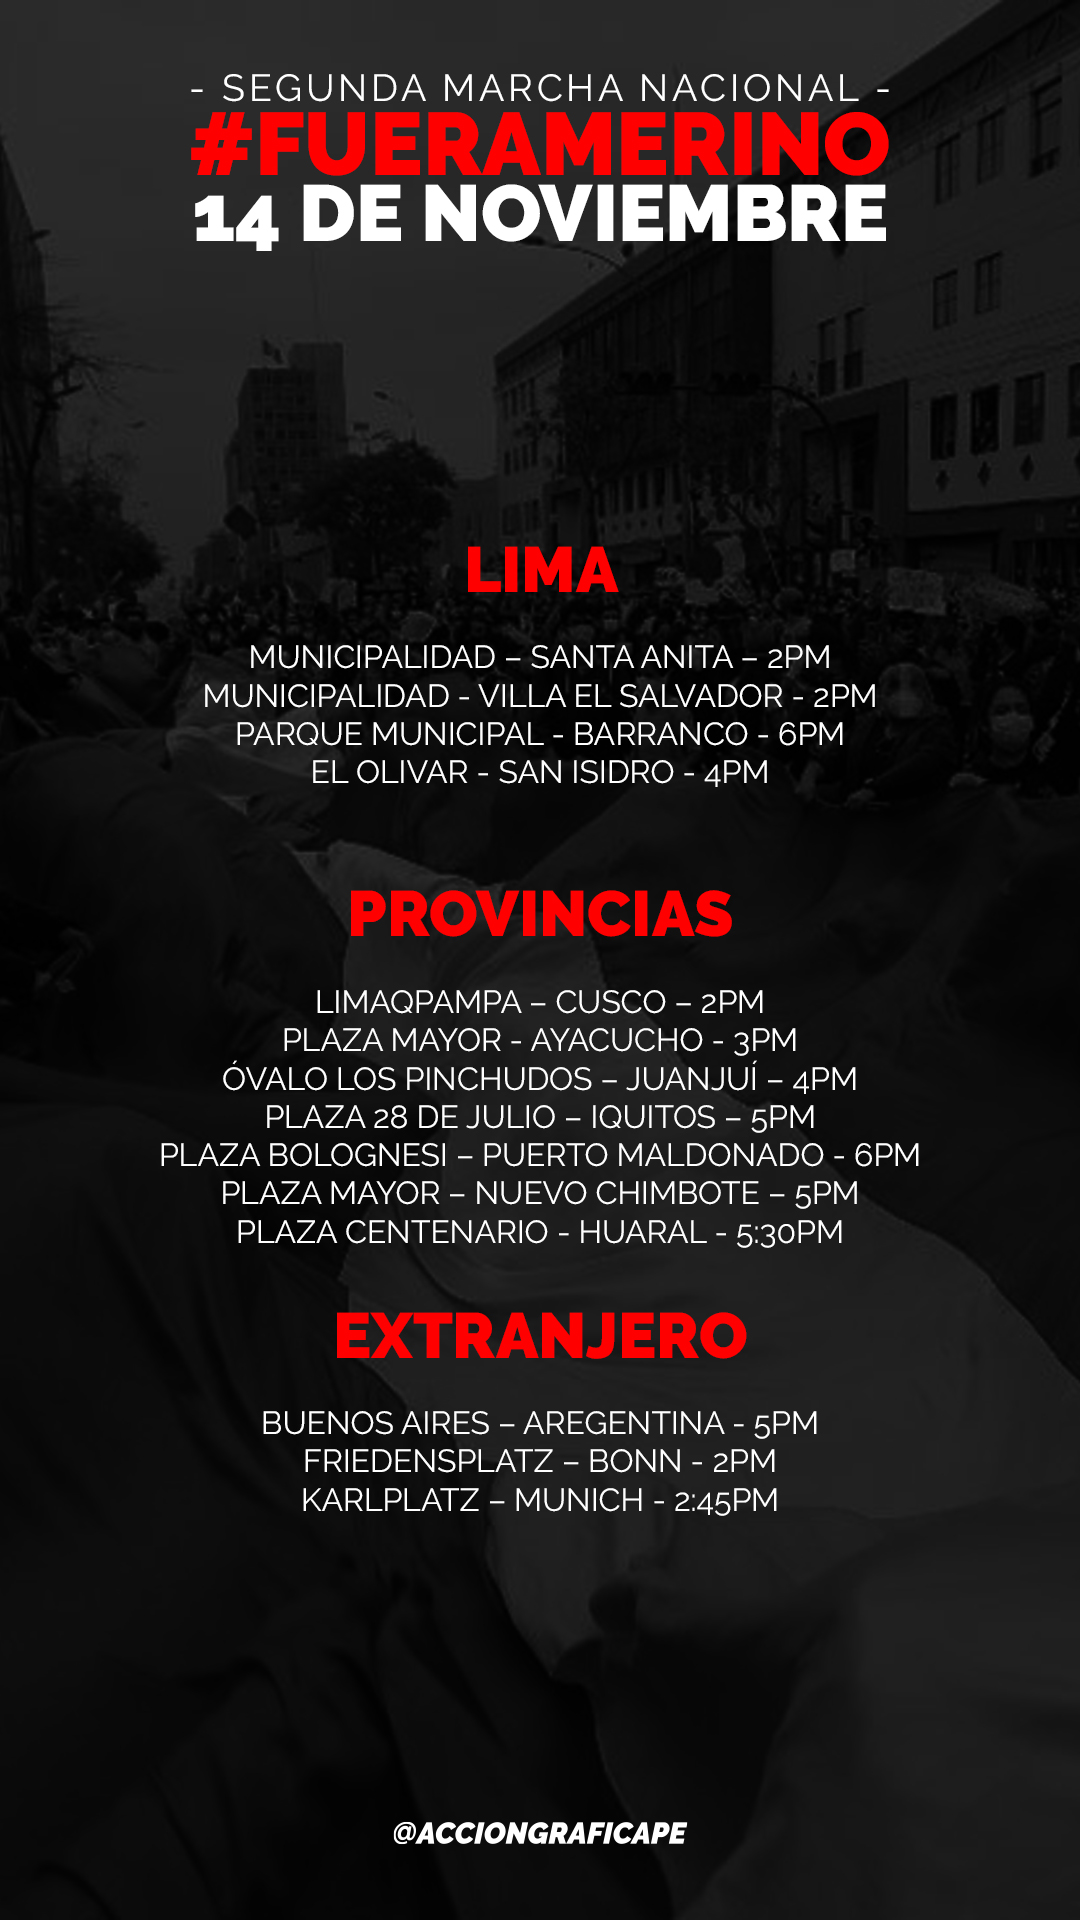 - SEGUNDA MARCHA NACIONAL -
#FUERAMERINO
14 DE NOVIEMBRE
LIMA
MUNICIPALIDAD – SANTA ANITA – 2PM
MUNICIPALIDAD - VILLA EL SALVADOR - 2PM
PARQUE MUNICIPAL - BARRANCO - 6PM
EL OLIVAR - SAN ISIDRO - 4PM
PROVINCIAS
LIMAQPAMPA – CUSCO – 2PM
PLAZA MAYOR - AYACUCHO - 3PM
ÓVALO LOS PINCHUDOS – JUANJUÍ – 4PM
PLAZA 28 DE JULIO – IQUITOS – 5PM
PLAZA BOLOGNESI – PUERTO MALDONADO - 6PM
PLAZA MAYOR – NUEVO CHIMBOTE – 5PM
PLAZA CENTENARIO - HUARAL - 5:30PM
EXTRANJERO
BUENOS AIRES – AREGENTINA - 5PM
FRIEDENSPLATZ – BONN - 2PM
KARLPLATZ – MUNICH - 2:45PM
@ACCIONGRAFICAPE